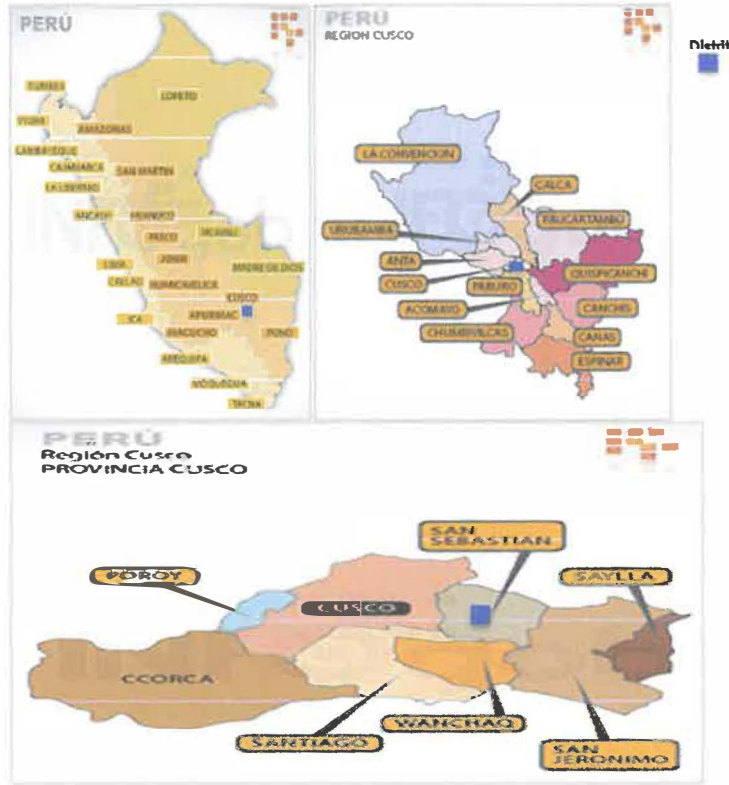 PERÚ
TUMBES
PIURA
LORETO
AMAZONAS
LAMBAYEQUE
CAJAMARCA
SAN MARTIN
LA LIBERTAD
ANCASH
HUANUCO
PASCO
UCAYALI
LIMA
JUNIN
CALLAO
HUANCAVELICA
MADRE DE DIOS
CUSCO
ICA
APURIMAC
AYACUCHO
PUNO
AREQUIPA
MOQUEGUA
TACNA
PERÚ
REGION CUSCO
LA CONVENCION
CALCA
PAUCARTAMBO
URUBAMBA
ANTA
CUSCO
PARURO
QUISPICANCHI
ACOMAYO
CANCHIS
CHUMBIVILCAS
CANAS
ESPINAR
PERÚ
Región Cusco
PROVINCIA CUSCO
SAN
SEBASTIAN
POROY
SAYLLA
CUSCO
CCORCA
WANCHAQ
SANTIAGO
SAN
JERONIMO